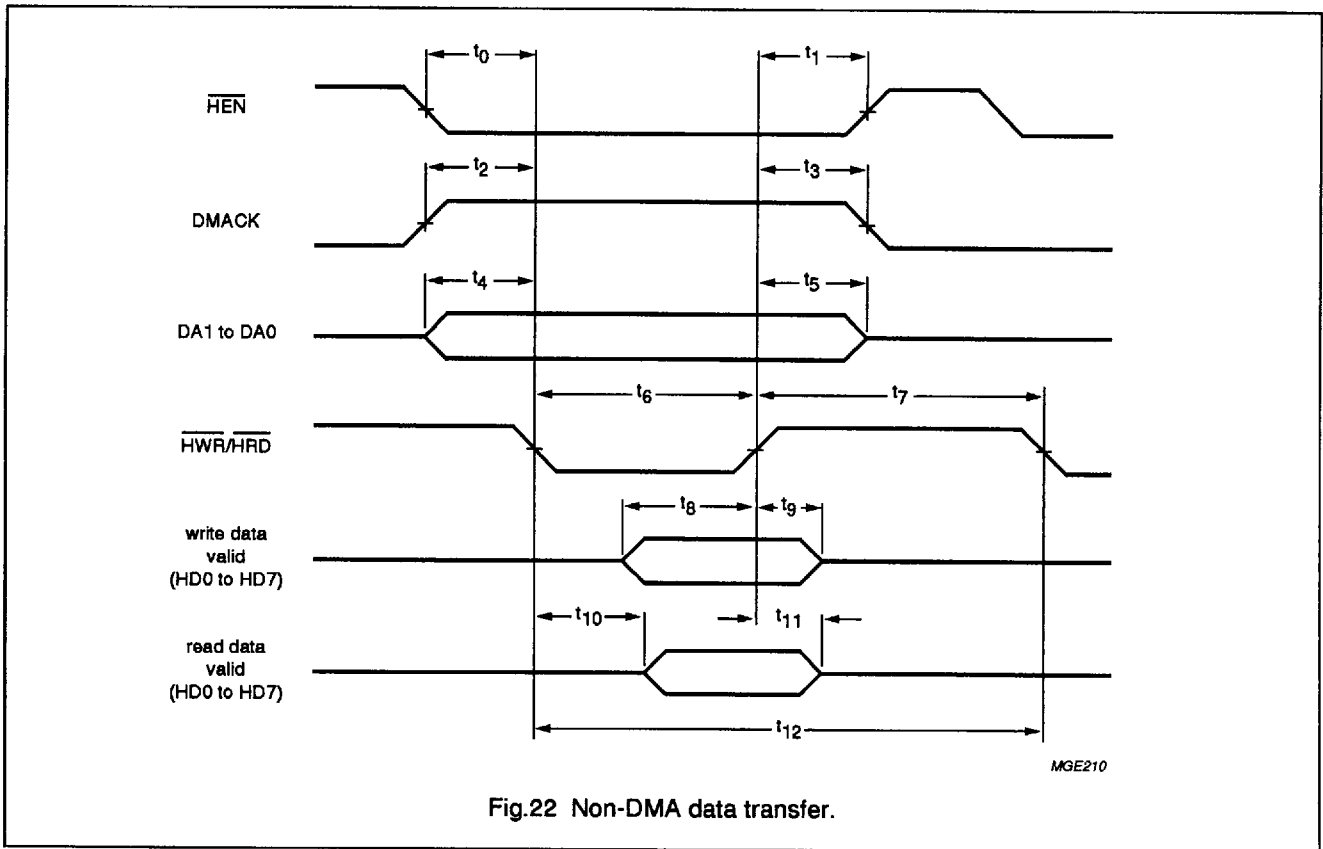 t0
t1
HEN
t2
t3
DMACK
t4
t5
DA1 to DA0
t6
t7
HWR/HRD
t8
t9
write data
valid
(HD0 to HD7)
t10
t11
read data
valid
(HD0 to HD7)
t12
MGE210
Fig.22 Non-DMA data transfer.